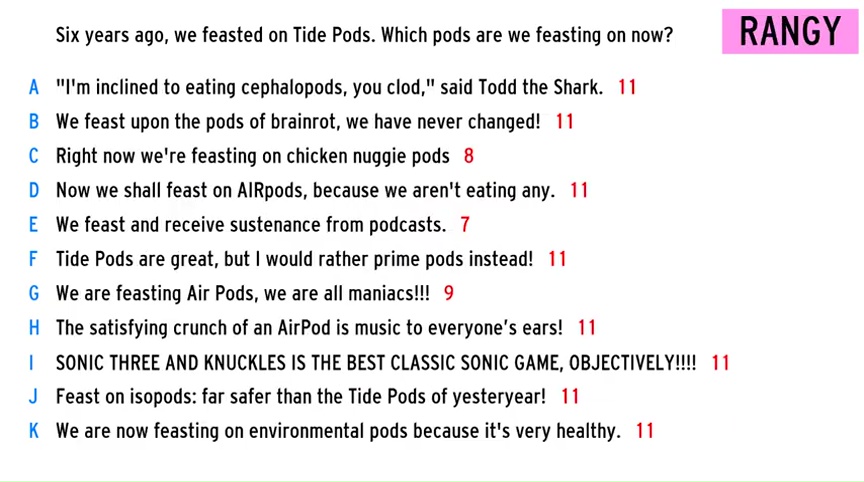 Six years ago, we feasted on Tide Pods. Which pods are we feasting on now?
RANGY
A "I'm inclined to eating cephalopods, you clod," said Todd the Shark. 11
B We feast upon the pods of brainrot, we have never changed! 11
C Right now we're feasting on chicken nuggie pods 8
D Now we shall feast on AIRpods, because we aren't eating any. 11
E We feast and receive sustenance from podcasts. 7
F Tide Pods are great, but I would rather prime pods instead! 11
G We are feasting Air Pods, we are all maniacs!!! 9
H The satisfying crunch of an AirPod is music to everyone’s ears! 11
I SONIC THREE AND KNUCKLES IS THE BEST CLASSIC SONIC GAME, OBJECTIVELY!!!! 11
J Feast on isopods: far safer than the Tide Pods of yesteryear! 11
K We are now feasting on environmental pods because it's very healthy. 11